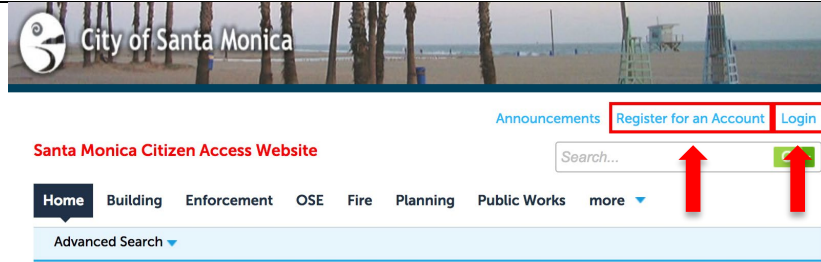 City of Santa Monica
Announcements Register for an Account Login
Santa Monica Citizen Access Website
Search...
Home Building Enforcement OSE Fire Planning Public Works more
Advanced Search